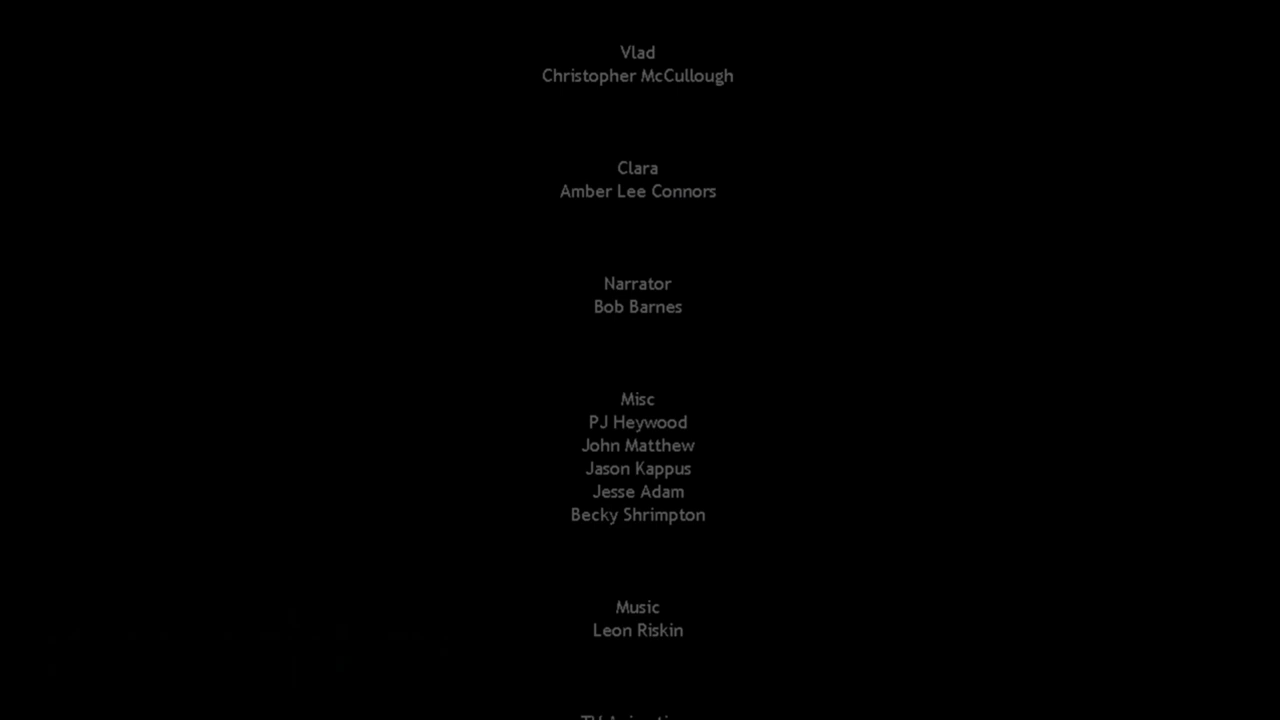 Vlad
Christopher McCullough
Clara
Amber Lee Connors
Narrator
Bob Barnes
Misc
PJ Heywood
John Matthew
Jason Kappus
Jesse Adam
Becky Shrimpton
Music
Leon Riskin